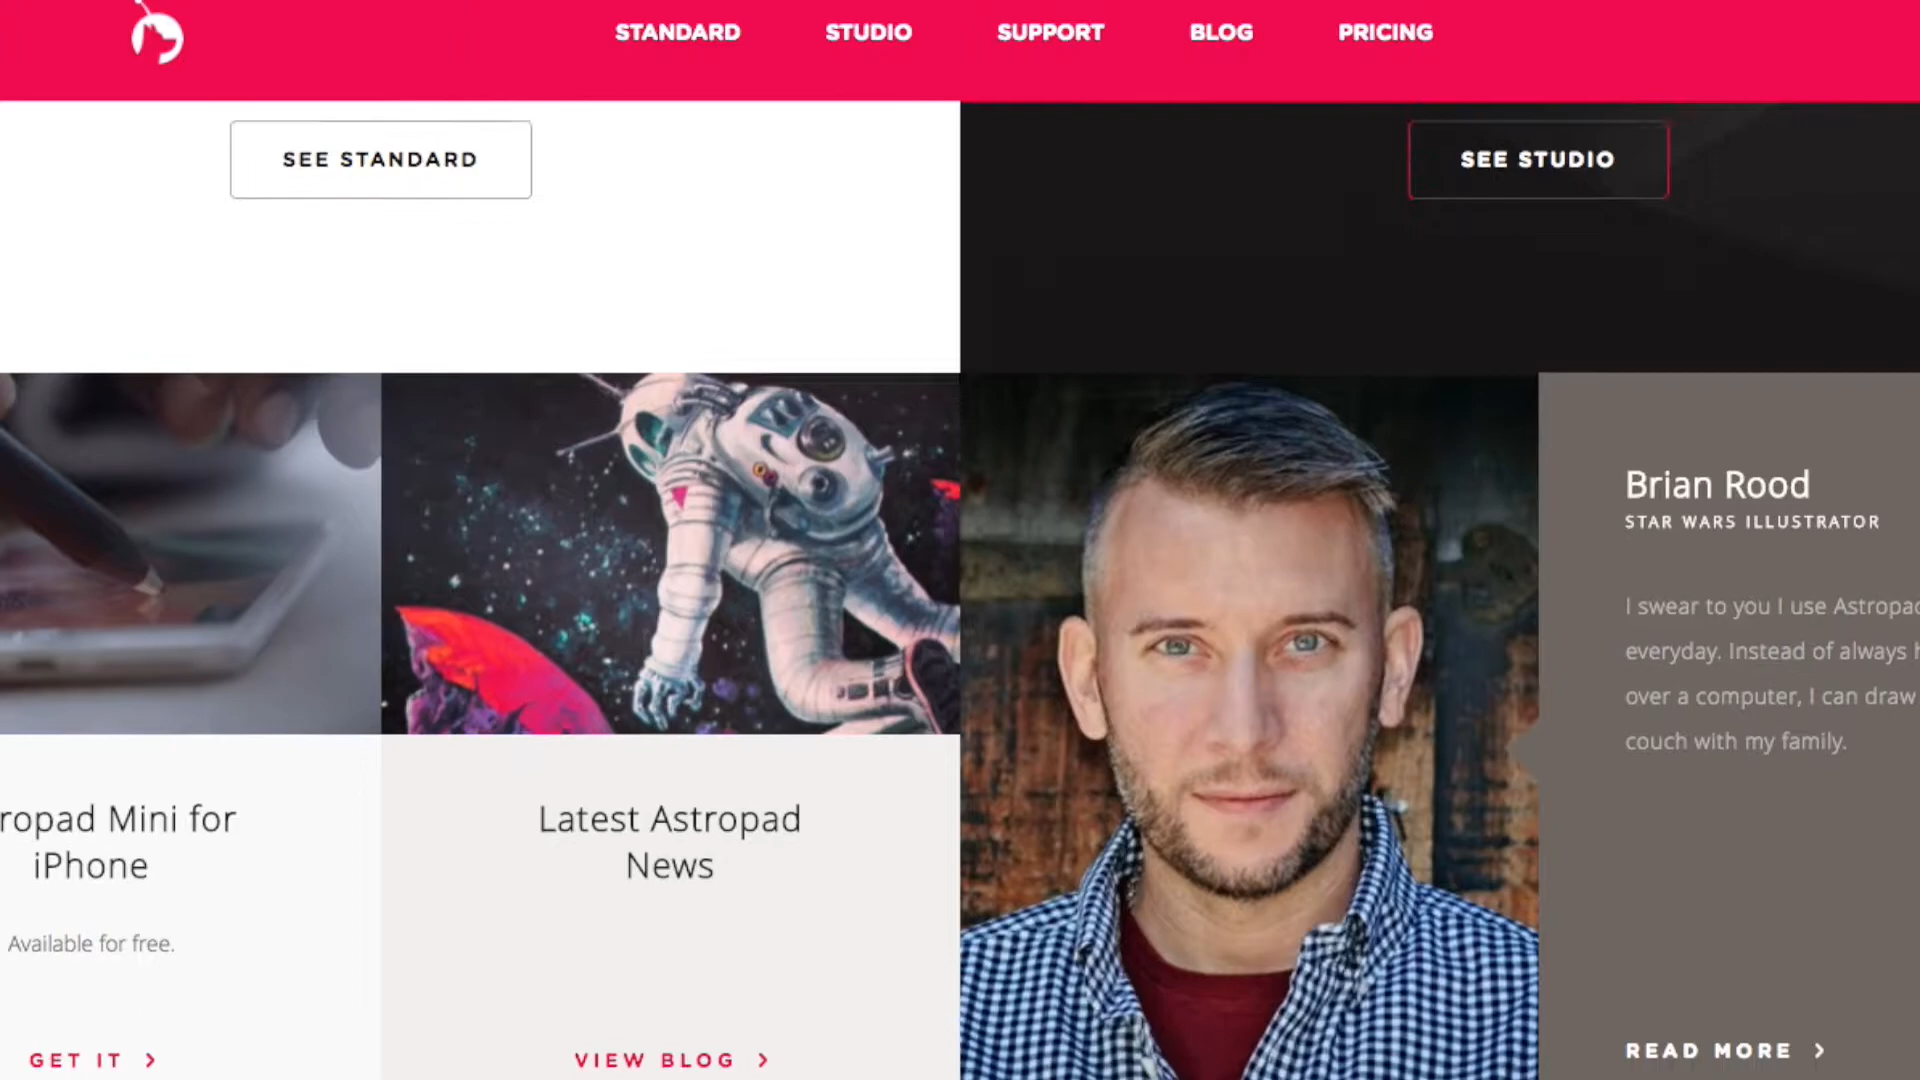 STANDARD STUDIO SUPPORT BLOG PRICING
SEE STANDARD
SEE STUDIO
ropad Mini for
iPhone
Available for free.
GET IT >
Latest Astropad
News
VIEW BLOG >
Brian Rood
STAR WARS ILLUSTRATOR
I swear to you I use Astropad
everyday. Instead of always h
over a computer, I can draw
couch with my family.
READ MORE >